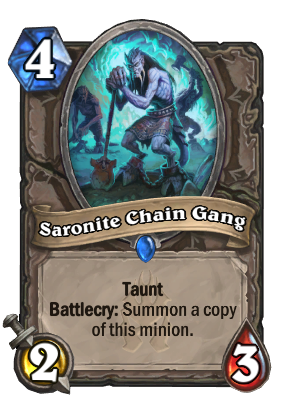 4
Saronite Chain Gang
Taunt
Battlecry: Summon a copy
of this minion.
2
3